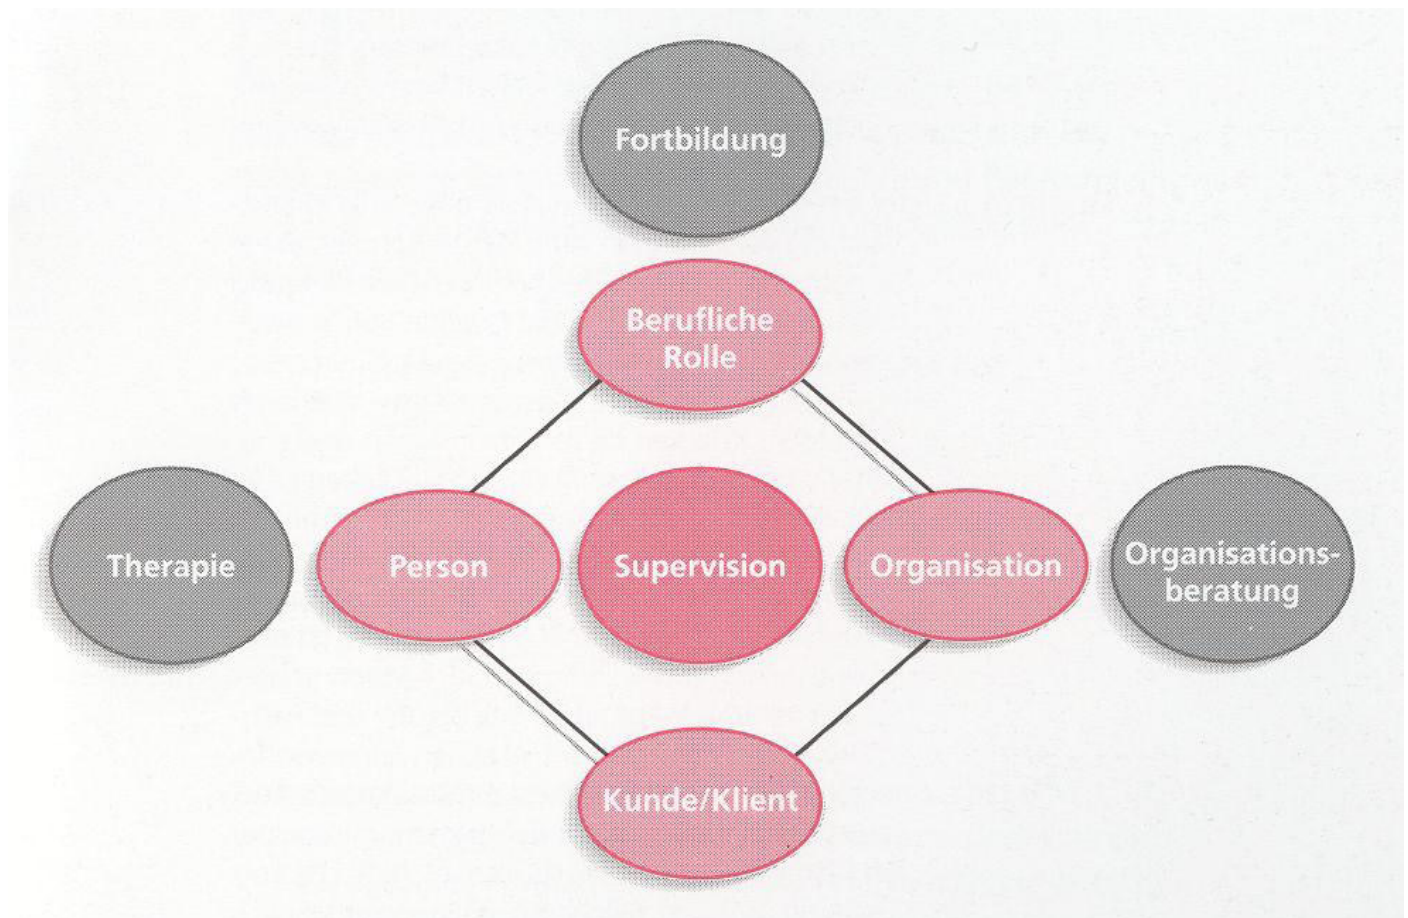 Fortbildung
Berufliche
Rolle
Therapie
Person
Supervision
Organisation
Organisations-
beratung
Kunde/Klient